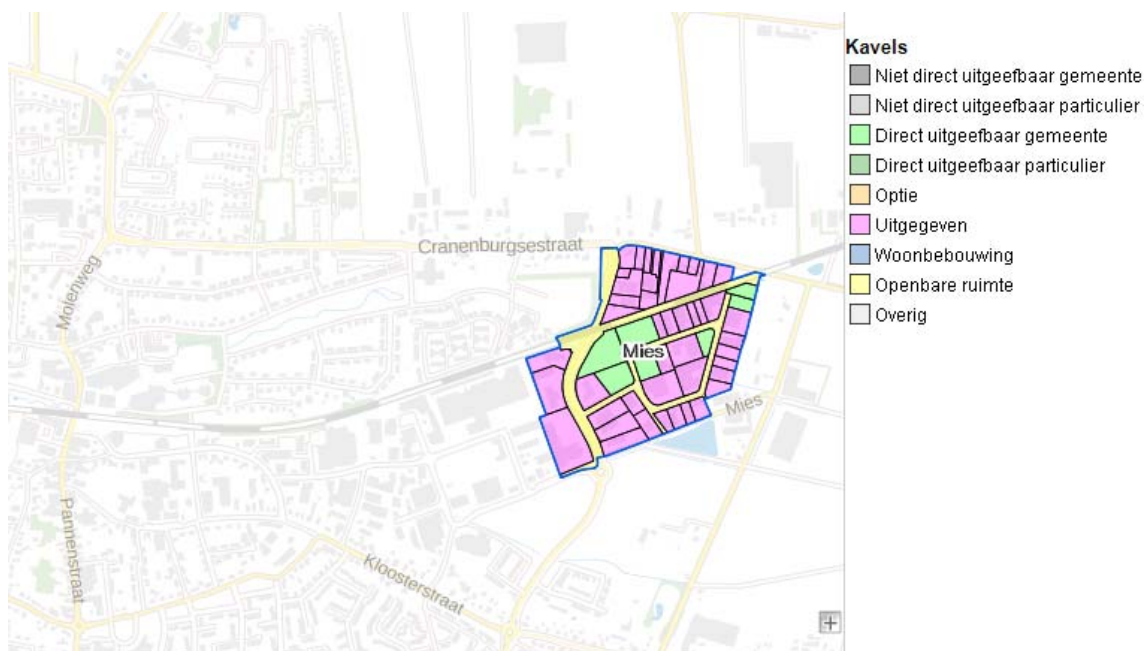 Kavels
Niet direct uitgeefbaar gemeente
Niet direct uitgeefbaar particulier
Direct uitgeefbaar gemeente
Direct uitgeefbaar particulier
Optie
Uitgegeven
Woonbebouwing
Openbare ruimte
Overig
Cranenburgsestraat
Molenweg
Mies
Mies
Pannenstraat
Kloosterstraat